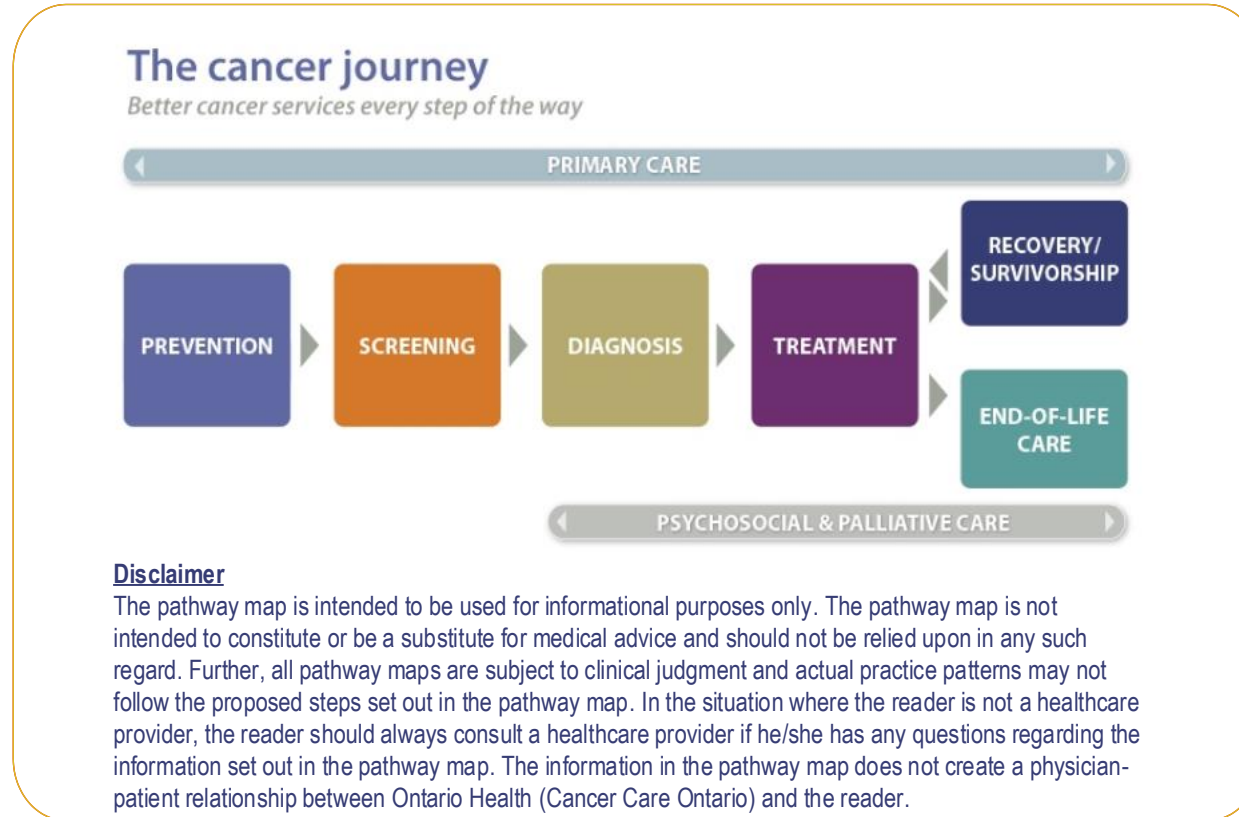 The cancer journey
Better cancer services every step of the way
PRIMARY CARE
PREVENTION
SCREENING
DIAGNOSIS
TREATMENT
RECOVERY/
SURVIVORSHIP
END-OF-LIFE
CARE
PSYCHOSOCIAL & PALLIATIVE CARE
Disclaimer
The pathway map is intended to be used for informational purposes only. The pathway map is not
intended to constitute or be a substitute for medical advice and should not be relied upon in any such
regard. Further, all pathway maps are subject to clinical judgment and actual practice patterns may not
follow the proposed steps set out in the pathway map. In the situation where the reader is not a healthcare
provider, the reader should always consult a healthcare provider if he/she has any questions regarding the
information set out in the pathway map. The information in the pathway map does not create a physician-
patient relationship between Ontario Health (Cancer Care Ontario) and the reader.